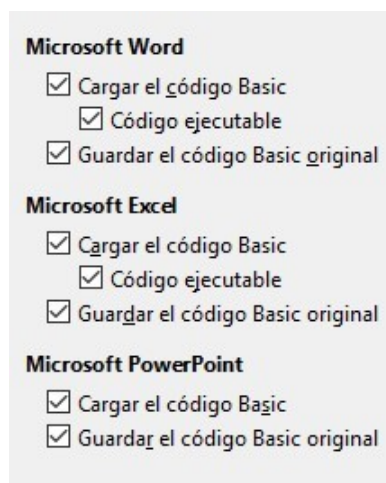 Microsoft Word
Cargar el código Basic
Código ejecutable
Guardar el código Basic original
Microsoft Excel
Cargar el código Basic
Código ejecutable
Guardar el código Basic original
Microsoft PowerPoint
Cargar el código Basic
Guardar el código Basic original